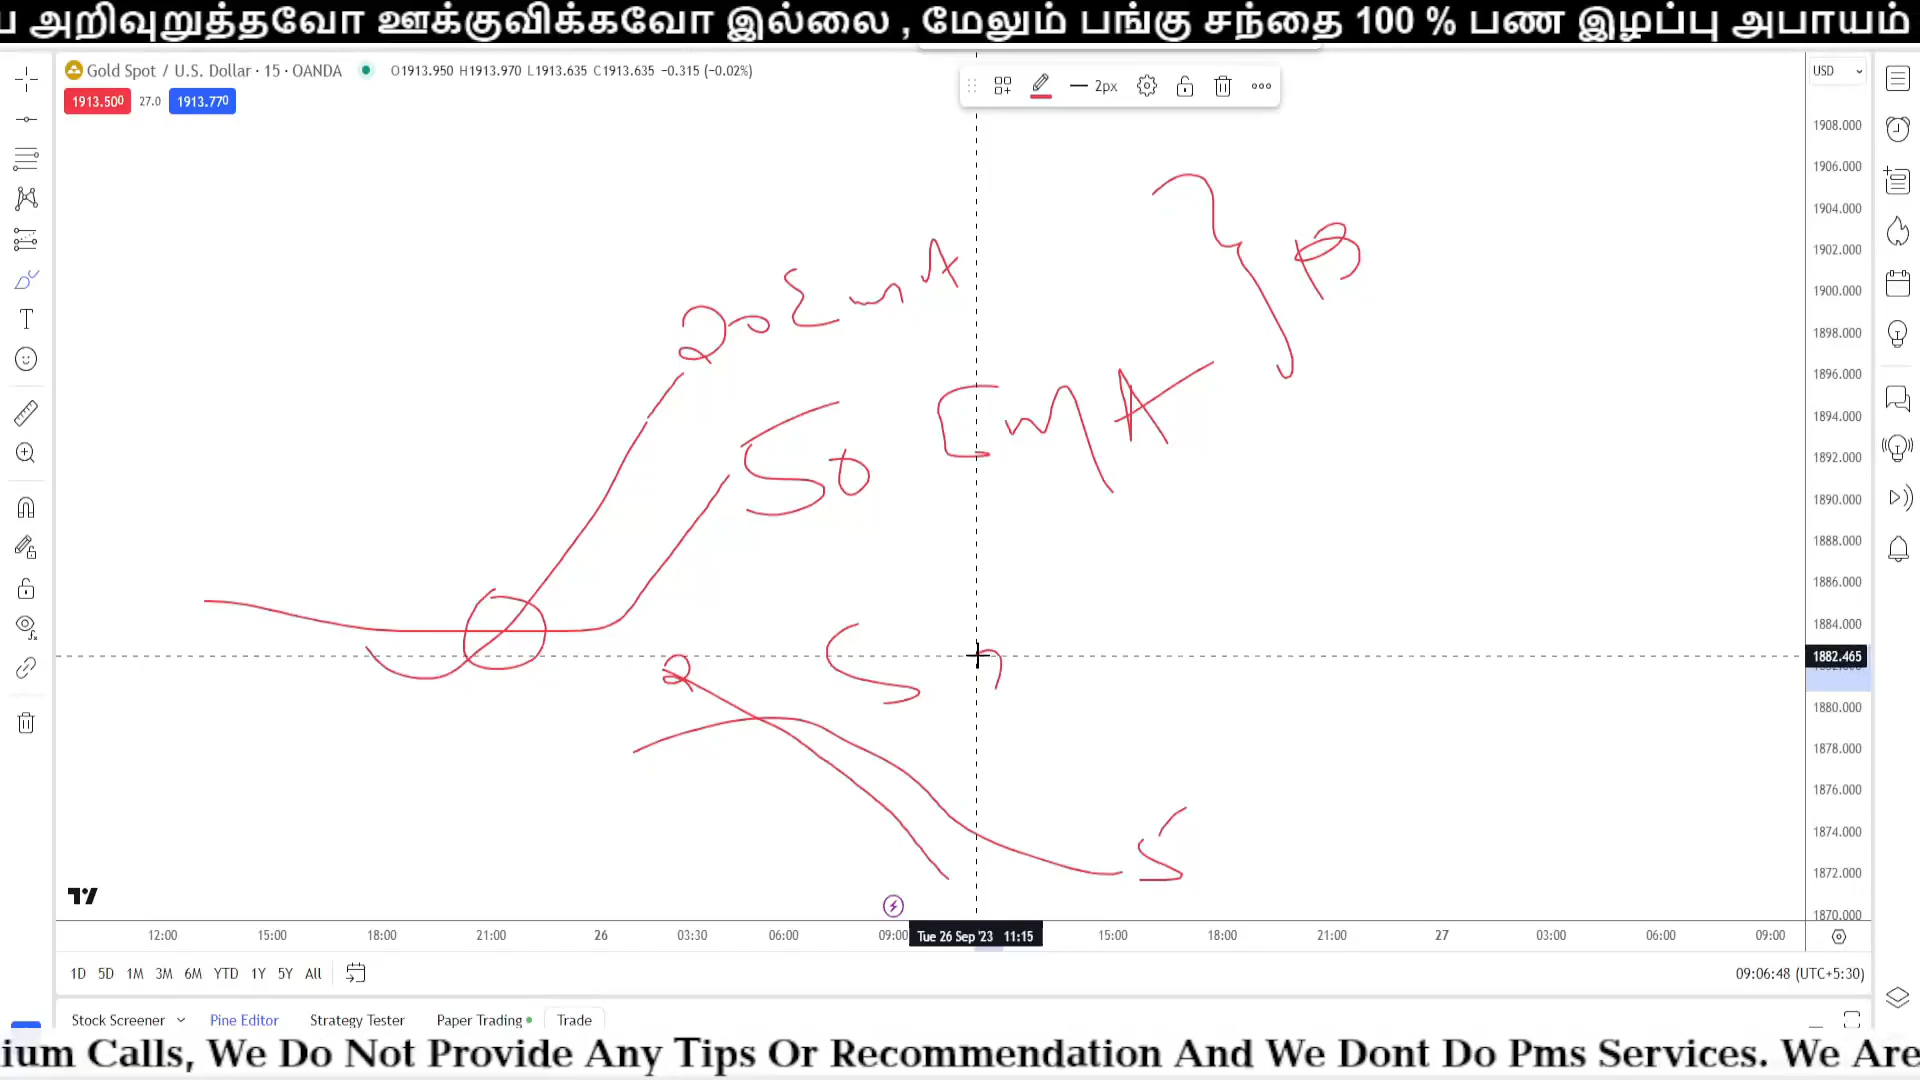 ய அறிவுறுத்தவோ ஊக்குவிக்கவோ இல்லை , மேலும் பங்கு சந்தை 100 % பண இழப்பு அபாயம்
Gold Spot / U.S. Dollar · 15 · OANDA O1913.950 H1913.970 L1913.635 C1913.635 −0.315 (−0.02%)
USD
2px
1913.500 27.0 1913.770
1908.000
1906.000
1904.000
1902.000
1900.000
1898.000
1896.000
1894.000
1892.000
1890.000
1888.000
1886.000
1884.000
1882.465
1880.000
1878.000
1876.000
1874.000
1872.000
1870.000
20 EmA
B
50 EMA
2
S
5
12:00 15:00 18:00 21:00 26 03:30 06:00 09:00 Tue 26 Sep '23 11:15 15:00 18:00 21:00 27 03:00 06:00 09:00
1D 5D 1M 3M 6M YTD 1Y 5Y All 09:06:48 (UTC+5:30)
Stock Screener Pine Editor Strategy Tester Paper Trading Trade
ium Calls, We Do Not Provide Any Tips Or Recommendation And We Dont Do Pms Services. We Are